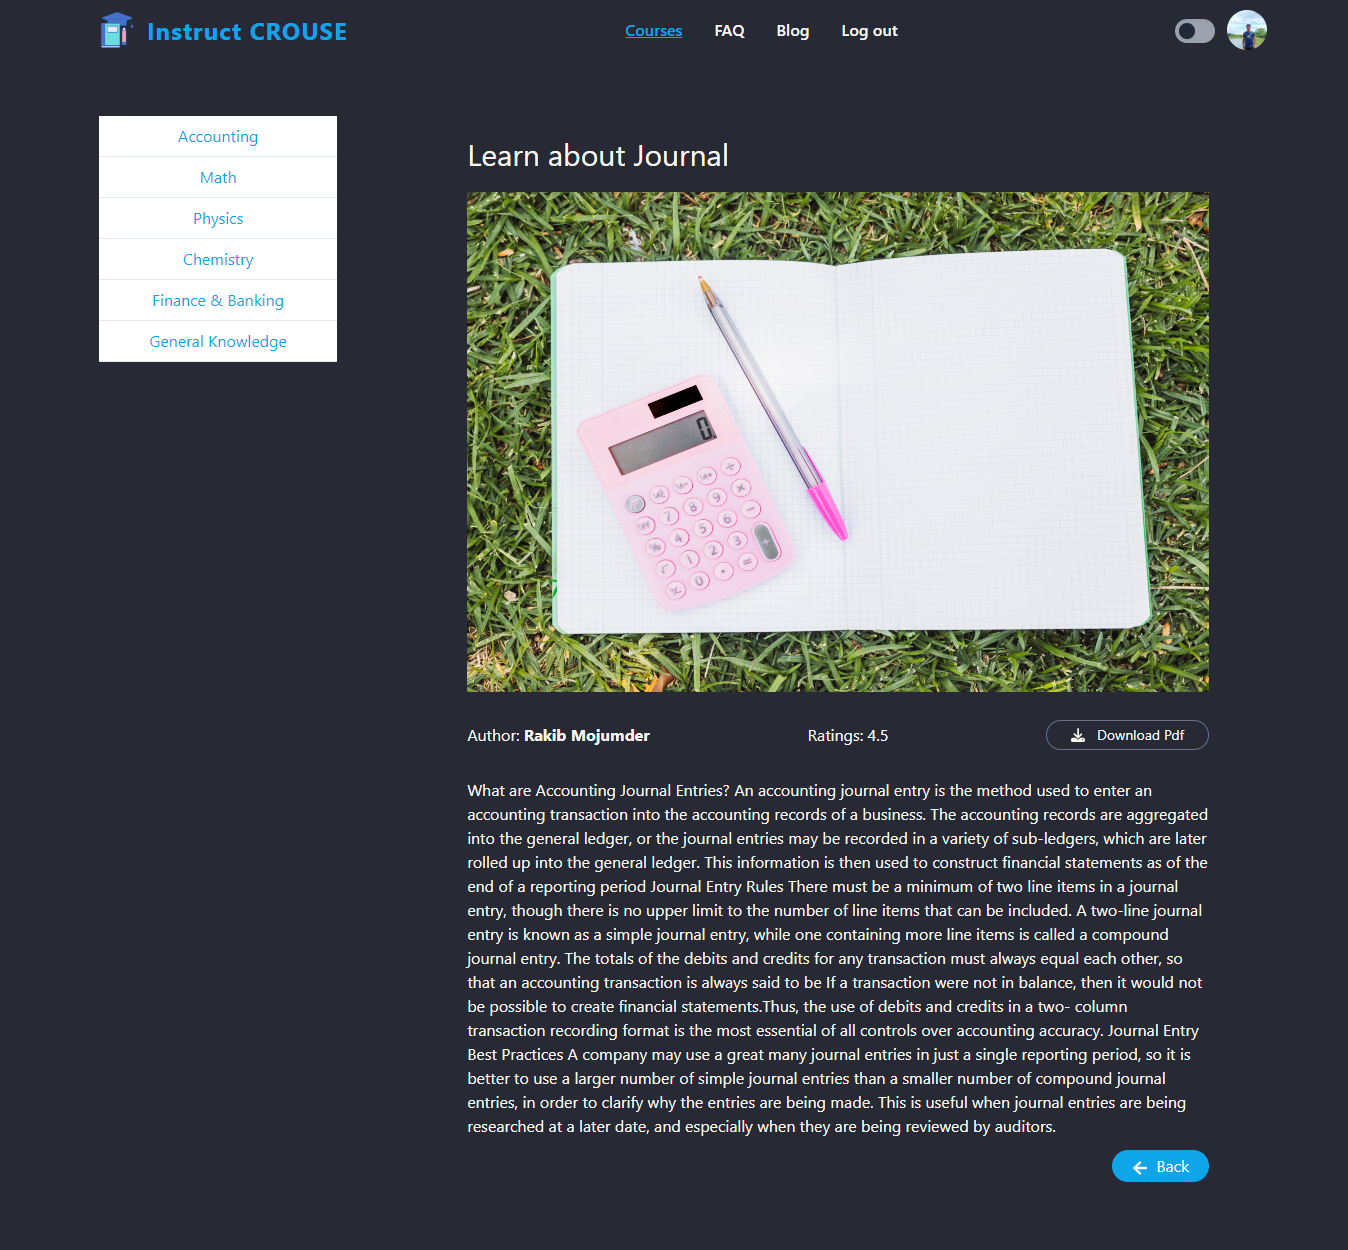 Instruct CROUSE
Courses FAQ Blog Log out
Accounting
Math
Physics
Chemistry
Finance & Banking
General Knowledge
Learn about Journal
0
÷
7 8 9 ×
OFF 4 5 6 −
% 1 2 3 +
√ 0 · =
Author: Rakib Mojumder
Ratings: 4.5
Download Pdf
What are Accounting Journal Entries? An accounting journal entry is the method used to enter an
accounting transaction into the accounting records of a business. The accounting records are aggregated
into the general ledger, or the journal entries may be recorded in a variety of sub-ledgers, which are later
rolled up into the general ledger. This information is then used to construct financial statements as of the
end of a reporting period Journal Entry Rules There must be a minimum of two line items in a journal
entry, though there is no upper limit to the number of line items that can be included. A two-line journal
entry is known as a simple journal entry, while one containing more line items is called a compound
journal entry. The totals of the debits and credits for any transaction must always equal each other, so
that an accounting transaction is always said to be If a transaction were not in balance, then it would not
be possible to create financial statements.Thus, the use of debits and credits in a two- column
transaction recording format is the most essential of all controls over accounting accuracy. Journal Entry
Best Practices A company may use a great many journal entries in just a single reporting period, so it is
better to use a larger number of simple journal entries than a smaller number of compound journal
entries, in order to clarify why the entries are being made. This is useful when journal entries are being
researched at a later date, and especially when they are being reviewed by auditors.
Back